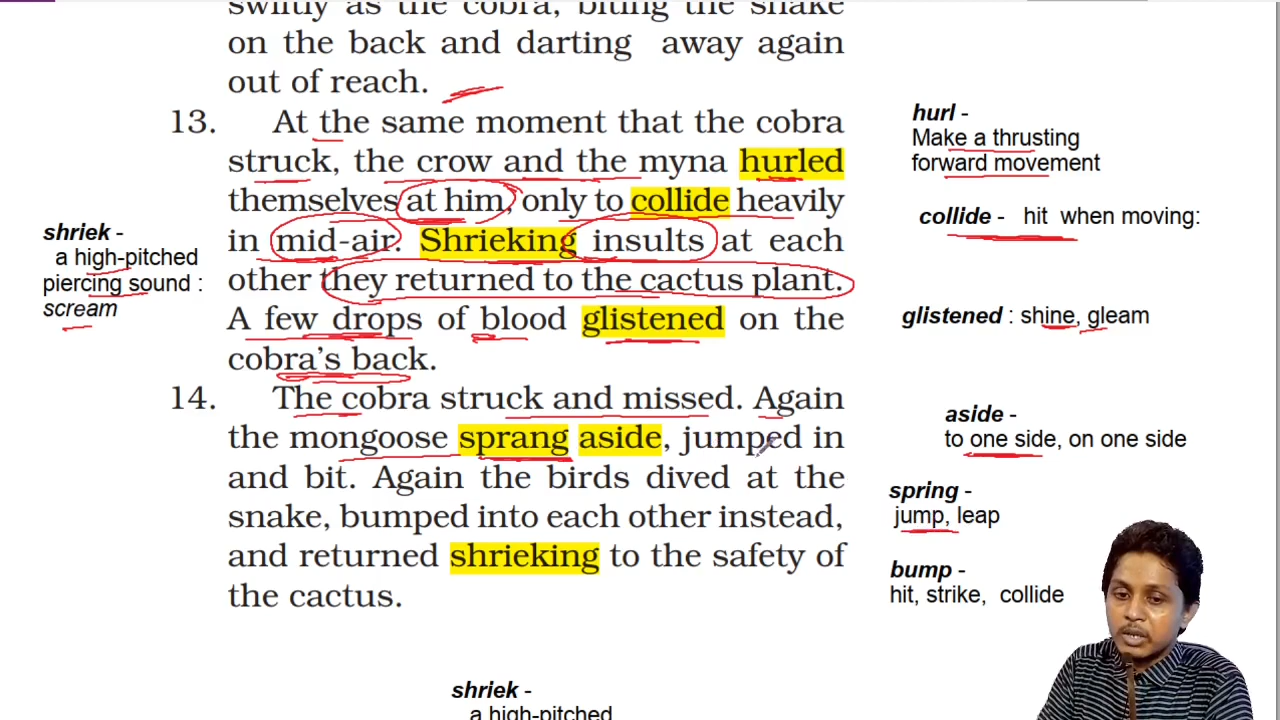 swiftly as the cobra, biting the snake
on the back and darting away again
out of reach.
13. At the same moment that the cobra
struck, the crow and the myna hurled
themselves at him, only to collide heavily
in mid-air. Shrieking insults at each
other they returned to the cactus plant.
A few drops of blood glistened on the
cobra's back.
14. The cobra struck and missed. Again
the mongoose sprang aside, jumped in
and bit. Again the birds dived at the
snake, bumped into each other instead,
and returned shrieking to the safety of
the cactus.
shriek -
a high-pitched
piercing sound :
scream
hurl -
Make a thrusting
forward movement
collide - hit when moving:
glistened : shine, gleam
aside -
to one side, on one side
spring -
jump, leap
bump -
hit, strike, collide
shriek -
a high-pitched